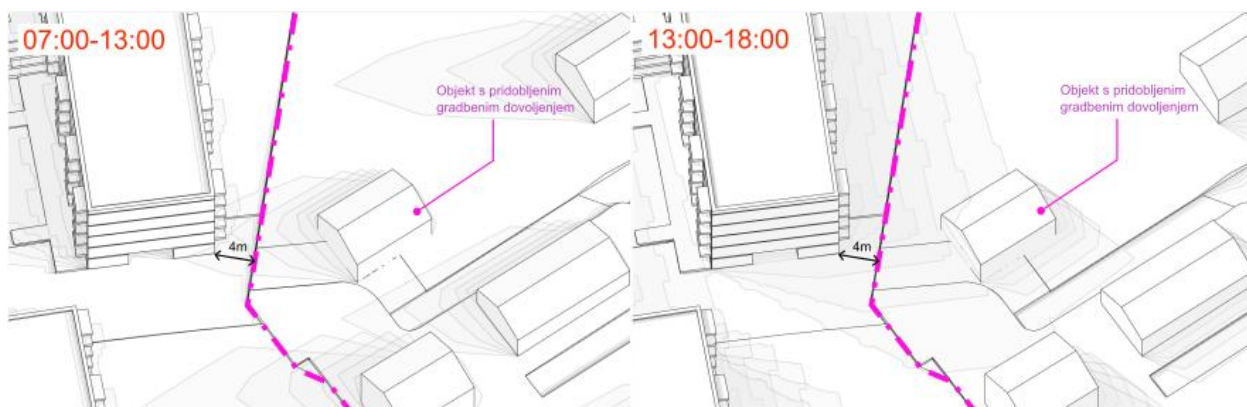 07:00-13:00
Objekt s pridobljenim
gradbenim dovoljenjem
4m
13:00-18:00
Objekt s pridobljenim
gradbenim dovoljenjem
4m